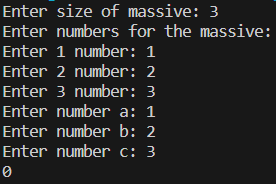 Enter size of massive: 3
Enter numbers for the massive:
Enter 1 number: 1
Enter 2 number: 2
Enter 3 number: 3
Enter number a: 1
Enter number b: 2
Enter number c: 3
0